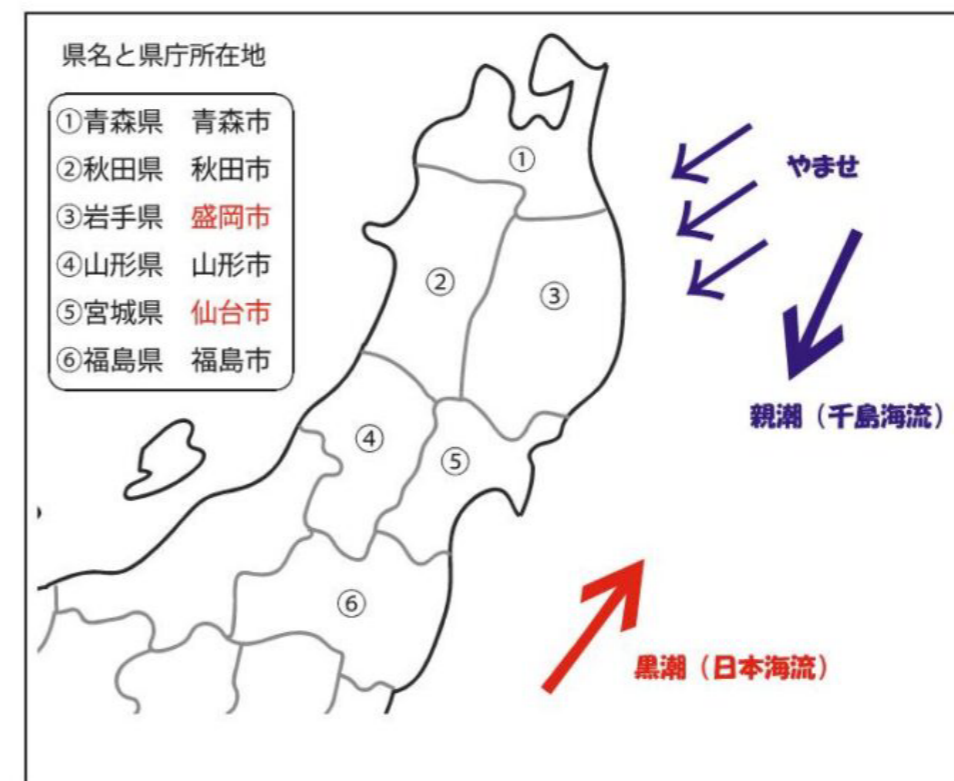 県名と県庁所在地
①青森県 青森市
②秋田県 秋田市
③岩手県 盛岡市
④山形県 山形市
⑤宮城県 仙台市
⑥福島県 福島市
①
②
③
④
⑤
⑥
やませ
親潮（千島海流）
黒潮（日本海流）